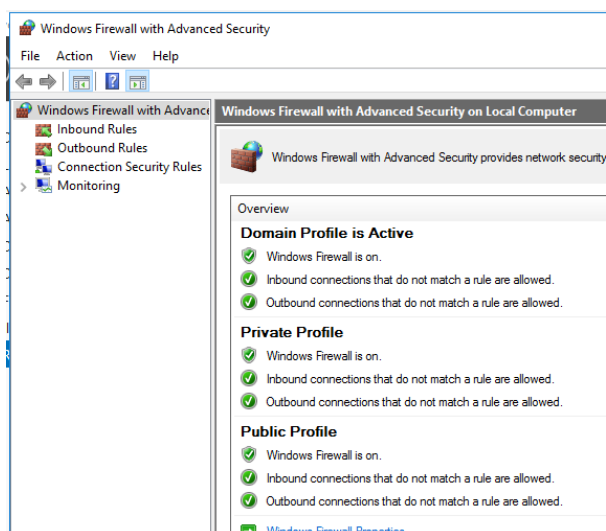 Windows Firewall with Advanced Security
File Action View Help
Windows Firewall with Advance
Inbound Rules
Outbound Rules
Connection Security Rules
Monitoring
Windows Firewall with Advanced Security on Local Computer
Windows Firewall with Advanced Security provides network security
Overview
Domain Profile is Active
Windows Firewall is on.
Inbound connections that do not match a rule are allowed.
Outbound connections that do not match a rule are allowed.
Private Profile
Windows Firewall is on.
Inbound connections that do not match a rule are allowed.
Outbound connections that do not match a rule are allowed.
Public Profile
Windows Firewall is on.
Inbound connections that do not match a rule are allowed.
Outbound connections that do not match a rule are allowed.
Windows Firewall Properties